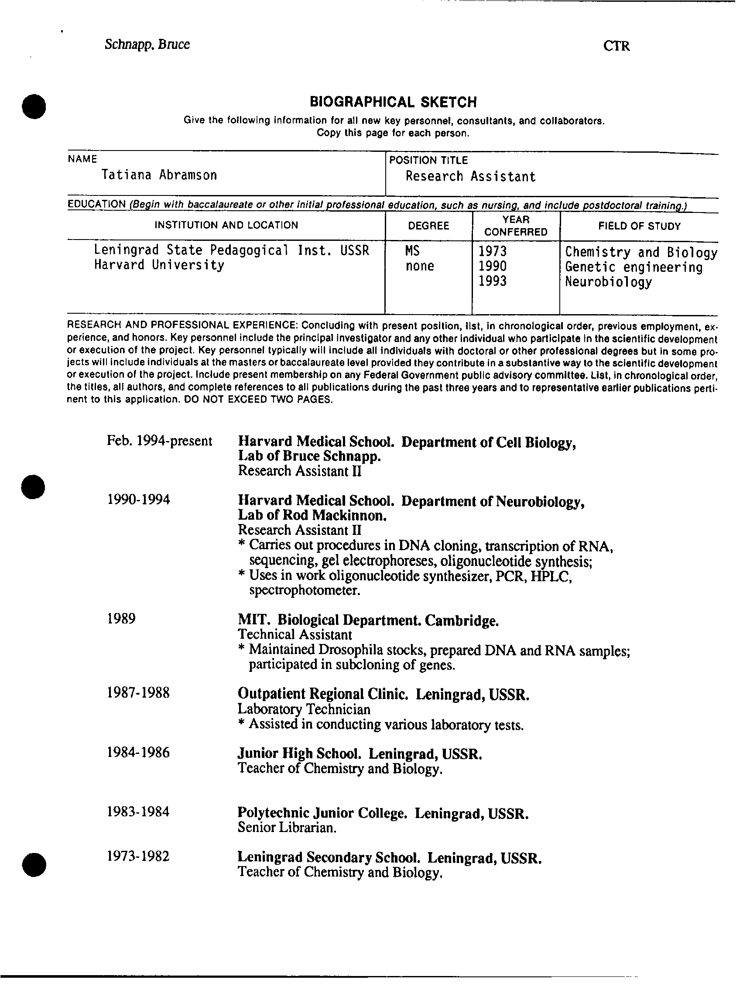 Schnapp, Bruce CTR
BIOGRAPHICAL SKETCH
Give the following information for all new key personnel, consultants, and collaborators.
Copy this page for each person.
NAME POSITION TITLE
Tatiana Abramson Research Assistant
EDUCATION (Begin with baccalaureate or other initial professional education, such as nursing, and include postdoctoral training.)
INSTITUTION AND LOCATION DEGREE YEAR CONFERRED FIELD OF STUDY
Leningrad State Pedagogical Inst. USSR MS 1973 Chemistry and Biology
Harvard University none 1990 Genetic engineering
1993 Neurobiology
RESEARCH AND PROFESSIONAL EXPERIENCE: Concluding with present position, list, in chronological order, previous employment, ex-
perience, and honors. Key personnel include the principal investigator and any other individual who participate in the scientific development
or execution of the project. Key personnel typically will include all individuals with doctoral or other professional degrees but in some pro-
jects will include individuals at the masters or baccalaureate level provided they contribute in a substantive way to the scientific development
or execution of the project. Include present membership on any Federal Government public advisory committee. List, in chronological order,
the titles, all authors, and complete references to all publications during the past three years and to representative earlier publications perti-
nent to this application. DO NOT EXCEED TWO PAGES.
Feb. 1994-present Harvard Medical School. Department of Cell Biology,
Lab of Bruce Schnapp.
Research Assistant II
1990-1994 Harvard Medical School. Department of Neurobiology,
Lab of Rod Mackinnon.
Research Assistant II
* Carries out procedures in DNA cloning, transcription of RNA,
sequencing, gel electrophoreses, oligonucleotide synthesis;
* Uses in work oligonucleotide synthesizer, PCR, HPLC,
spectrophotometer.
1989 MIT. Biological Department. Cambridge.
Technical Assistant
* Maintained Drosophila stocks, prepared DNA and RNA samples;
participated in subcloning of genes.
1987-1988 Outpatient Regional Clinic. Leningrad, USSR.
Laboratory Technician
* Assisted in conducting various laboratory tests.
1984-1986 Junior High School. Leningrad, USSR.
Teacher of Chemistry and Biology.
1983-1984 Polytechnic Junior College. Leningrad, USSR.
Senior Librarian.
1973-1982 Leningrad Secondary School. Leningrad, USSR.
Teacher of Chemistry and Biology.